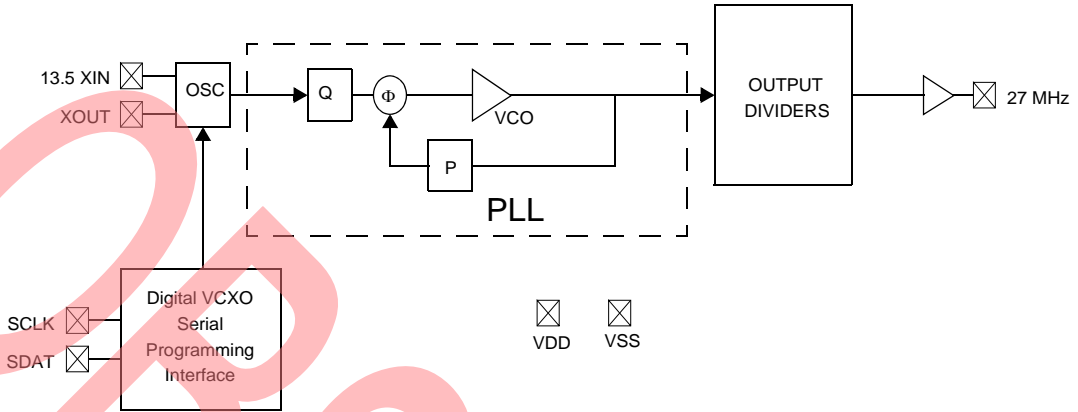 13.5 XIN
XOUT
OSC
Q
Φ
VCO
P
PLL
OUTPUT
DIVIDERS
27 MHz
Digital VCXO
Serial
Programming
Interface
SCLK
SDAT
VDD
VSS